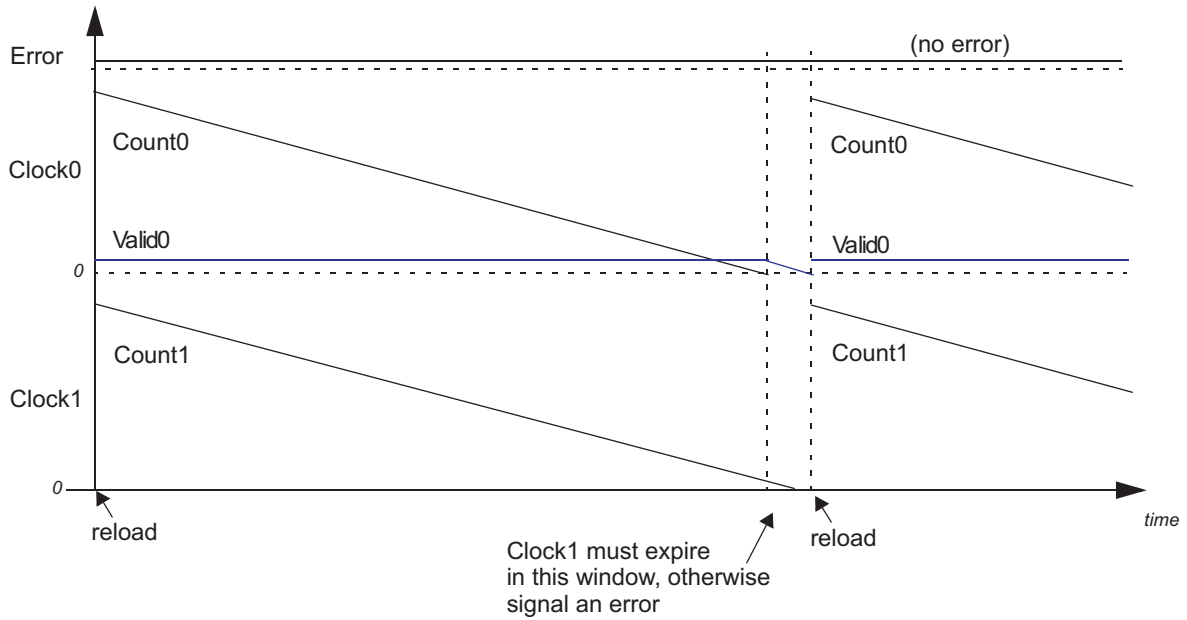 (no error)
Error
Count0
Count0
Clock0
Valid0
Valid0
0
Count1
Count1
Clock1
0
reload
time
reload
Clock1 must expire
in this window, otherwise
signal an error